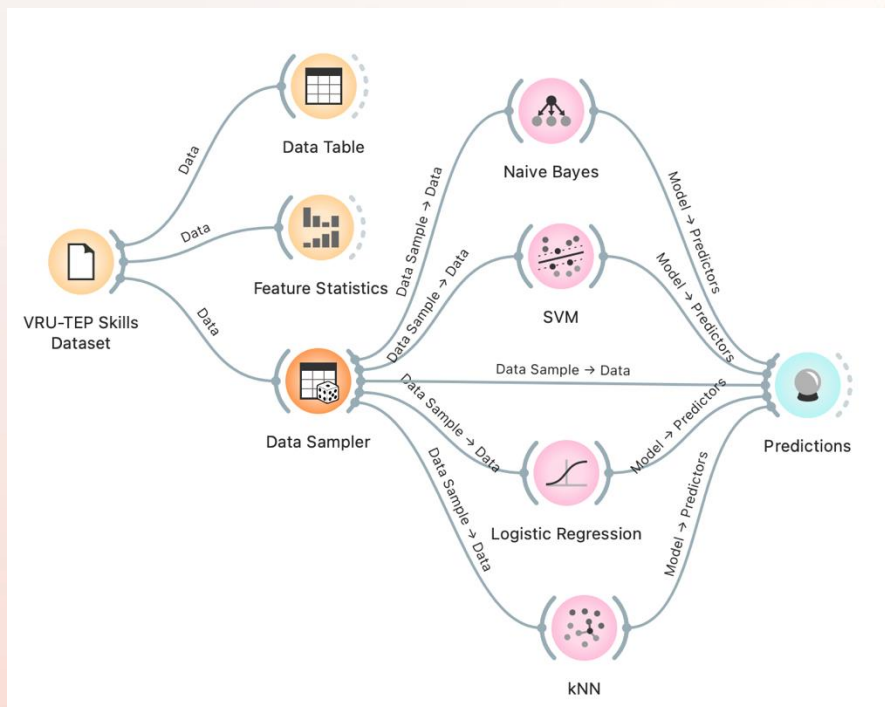 Data
Data Table
Data
Feature Statistics
VRU-TEP Skills
Dataset
Data
Data Sampler
Data Sample → Data
Naive Bayes
Model → Predictors
Data Sample → Data
SVM
Model → Predictors
Data Sample → Data
Predictions
Data Sample → Data
Logistic Regression
Model → Predictors
Data Sample → Data
kNN
Model → Predictors